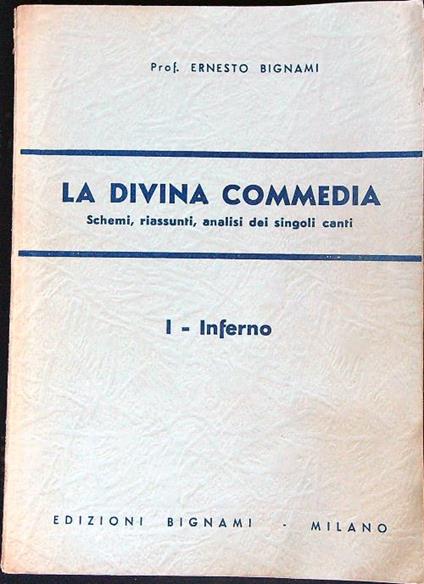 Prof. ERNESTO BIGNAMI
LA DIVINA COMMEDIA
Schemi, riassunti, analisi dei singoli canti
I - Inferno
EDIZIONI BIGNAMI - MILANO